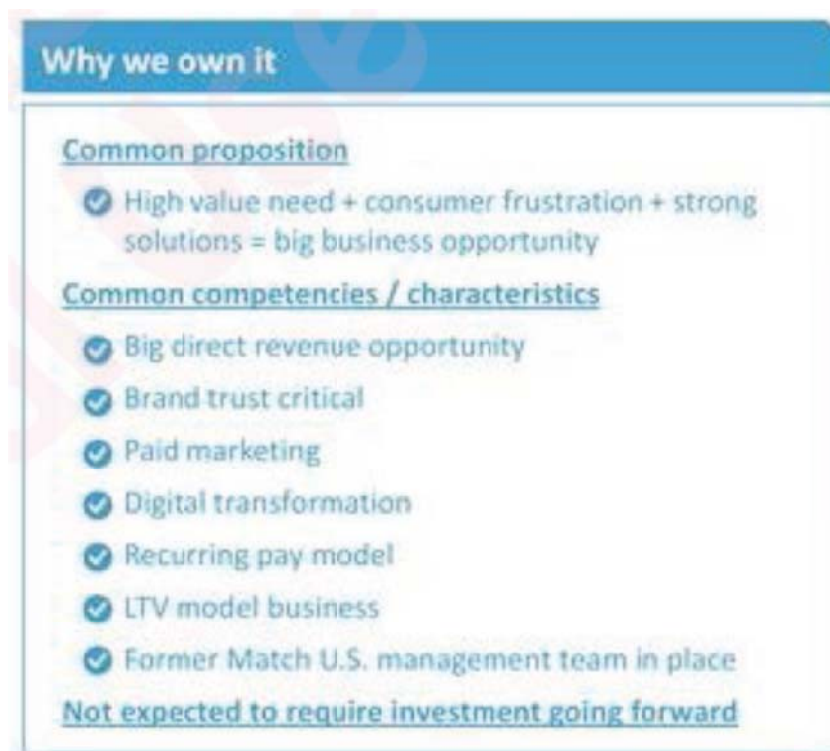 Why we own it
Common proposition
High value need + consumer frustration + strong
solutions = big business opportunity
Common competencies / characteristics
Big direct revenue opportunity
Brand trust critical
Paid marketing
Digital transformation
Recurring pay model
LTV model business
Former Match U.S. management team in place
Not expected to require investment going forward